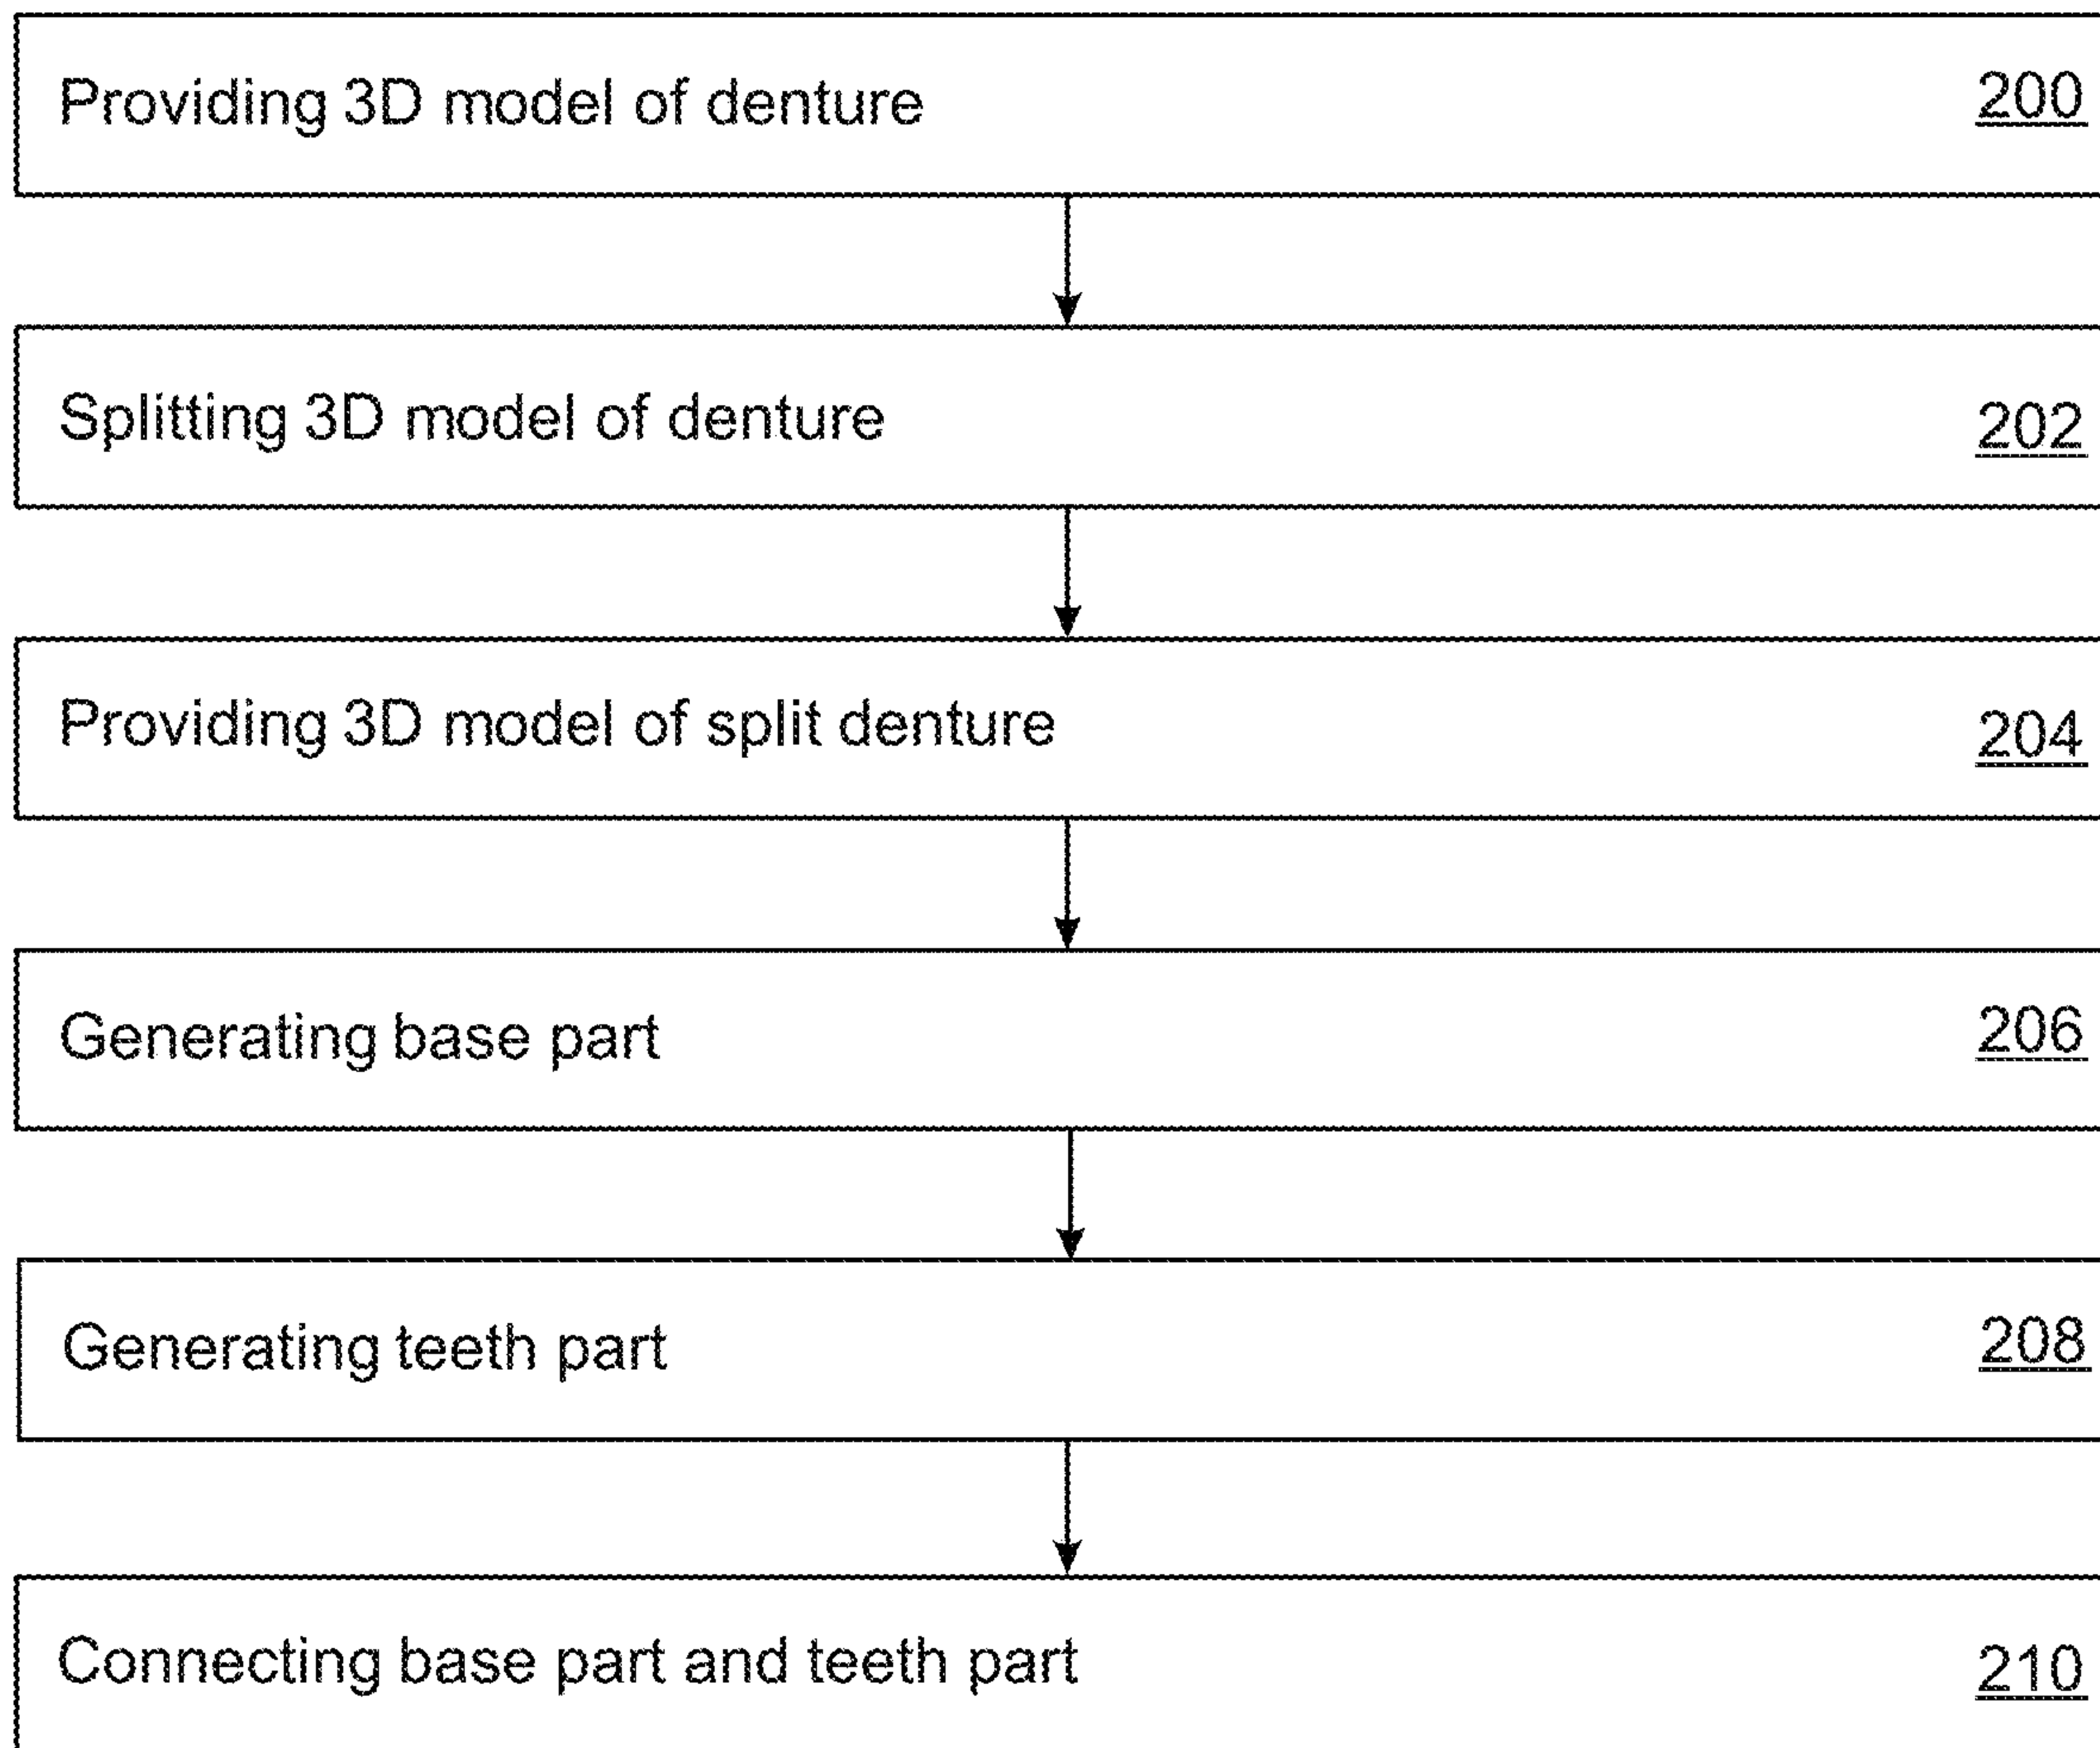 Providing 3D model of denture 200
Splitting 3D model of denture 202
Providing 3D model of split denture 204
Generating base part 206
Generating teeth part 208
Connecting base part and teeth part 210